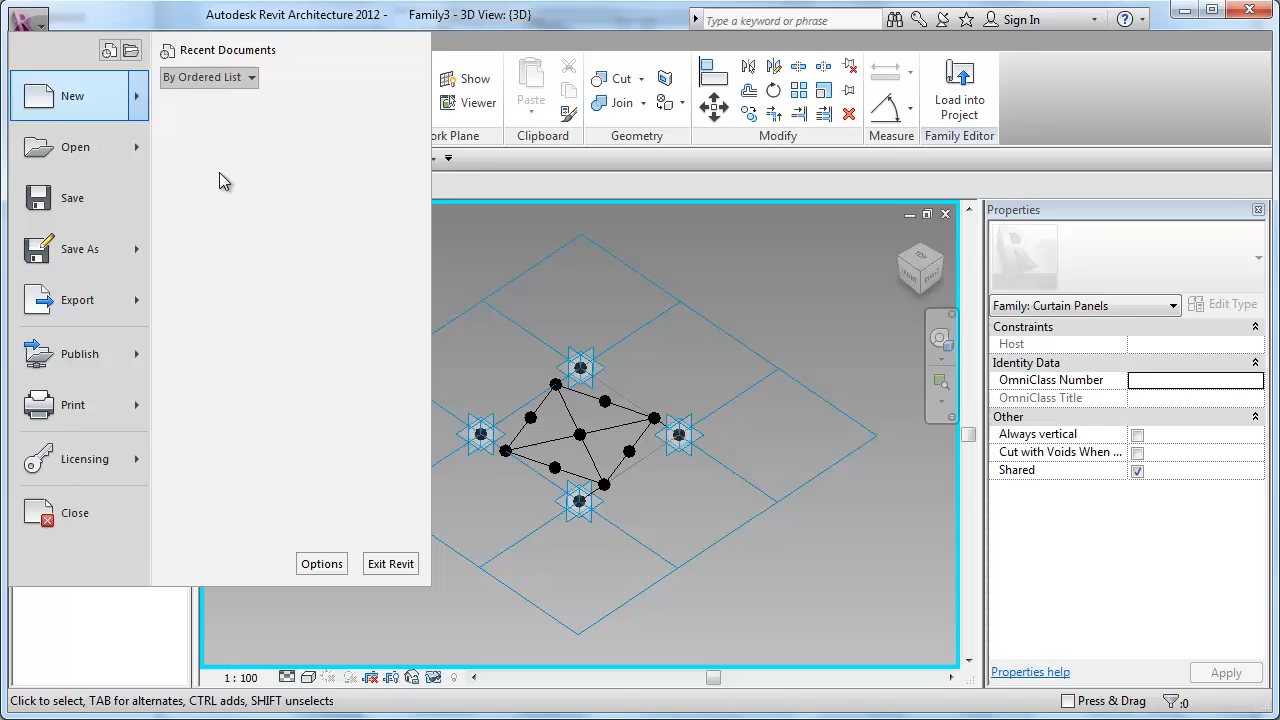 Autodesk Revit Architecture 2012 -    Family3 - 3D View: {3D}
Type a keyword or phrase
Sign In
Recent Documents
By Ordered List
New
Open
Save
Save As
Export
Publish
Print
Licensing
Close
Options
Exit Revit
Show
Viewer
Paste
Cut
Join
Load into
Project
ork Plane
Clipboard
Geometry
Modify
Measure
Family Editor
TOP
FRONT
Properties
Family: Curtain Panels
Edit Type
Constraints
Host
Identity Data
OmniClass Number
OmniClass Title
Other
Always vertical
Cut with Voids When ...
Shared
Properties help
Apply
1 : 100
Click to select, TAB for alternates, CTRL adds, SHIFT unselects
Press & Drag
:0